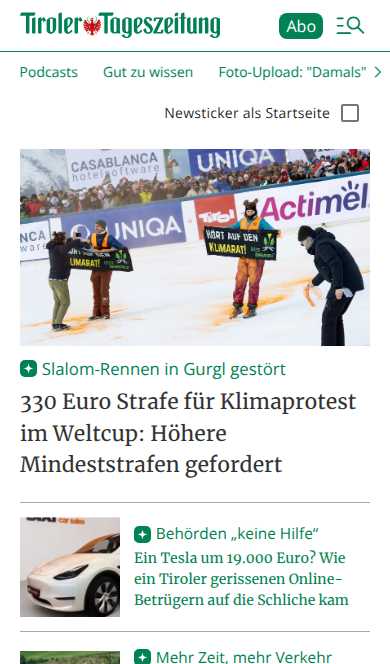 Tiroler Tageszeitung
Abo
Podcasts Gut zu wissen Foto-Upload: "Damals"
Newsticker als Startseite
CASABLANCA
hotelsoftware
UNIQA
UNIQA
Tirol
Actimel
HÖRT AUF DEN
KLIMARAT!
KLIMARAT!
Slalom-Rennen in Gurgl gestört
330 Euro Strafe für Klimaprotest
im Weltcup: Höhere
Mindeststrafen gefordert
Behörden „keine Hilfe“
Ein Tesla um 19.000 Euro? Wie
ein Tiroler gerissenen Online-
Betrügern auf die Schliche kam
Mehr Zeit, mehr Verkehr